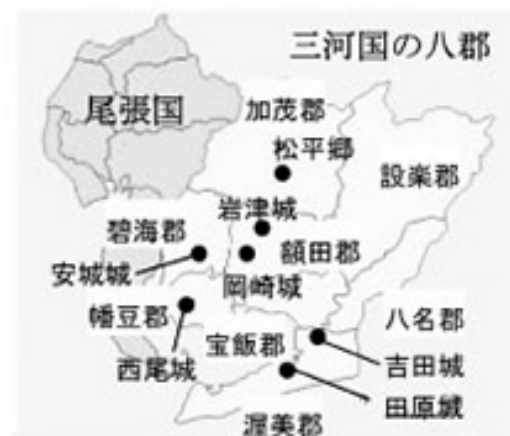 三河国の八郡
尾張国
加茂郡
松平郷
設楽郡
岩津城
碧海郡
額田郡
安城城
岡崎城
幡豆郡
八名郡
宝飯郡
西尾城
吉田城
田原城
渥美郡